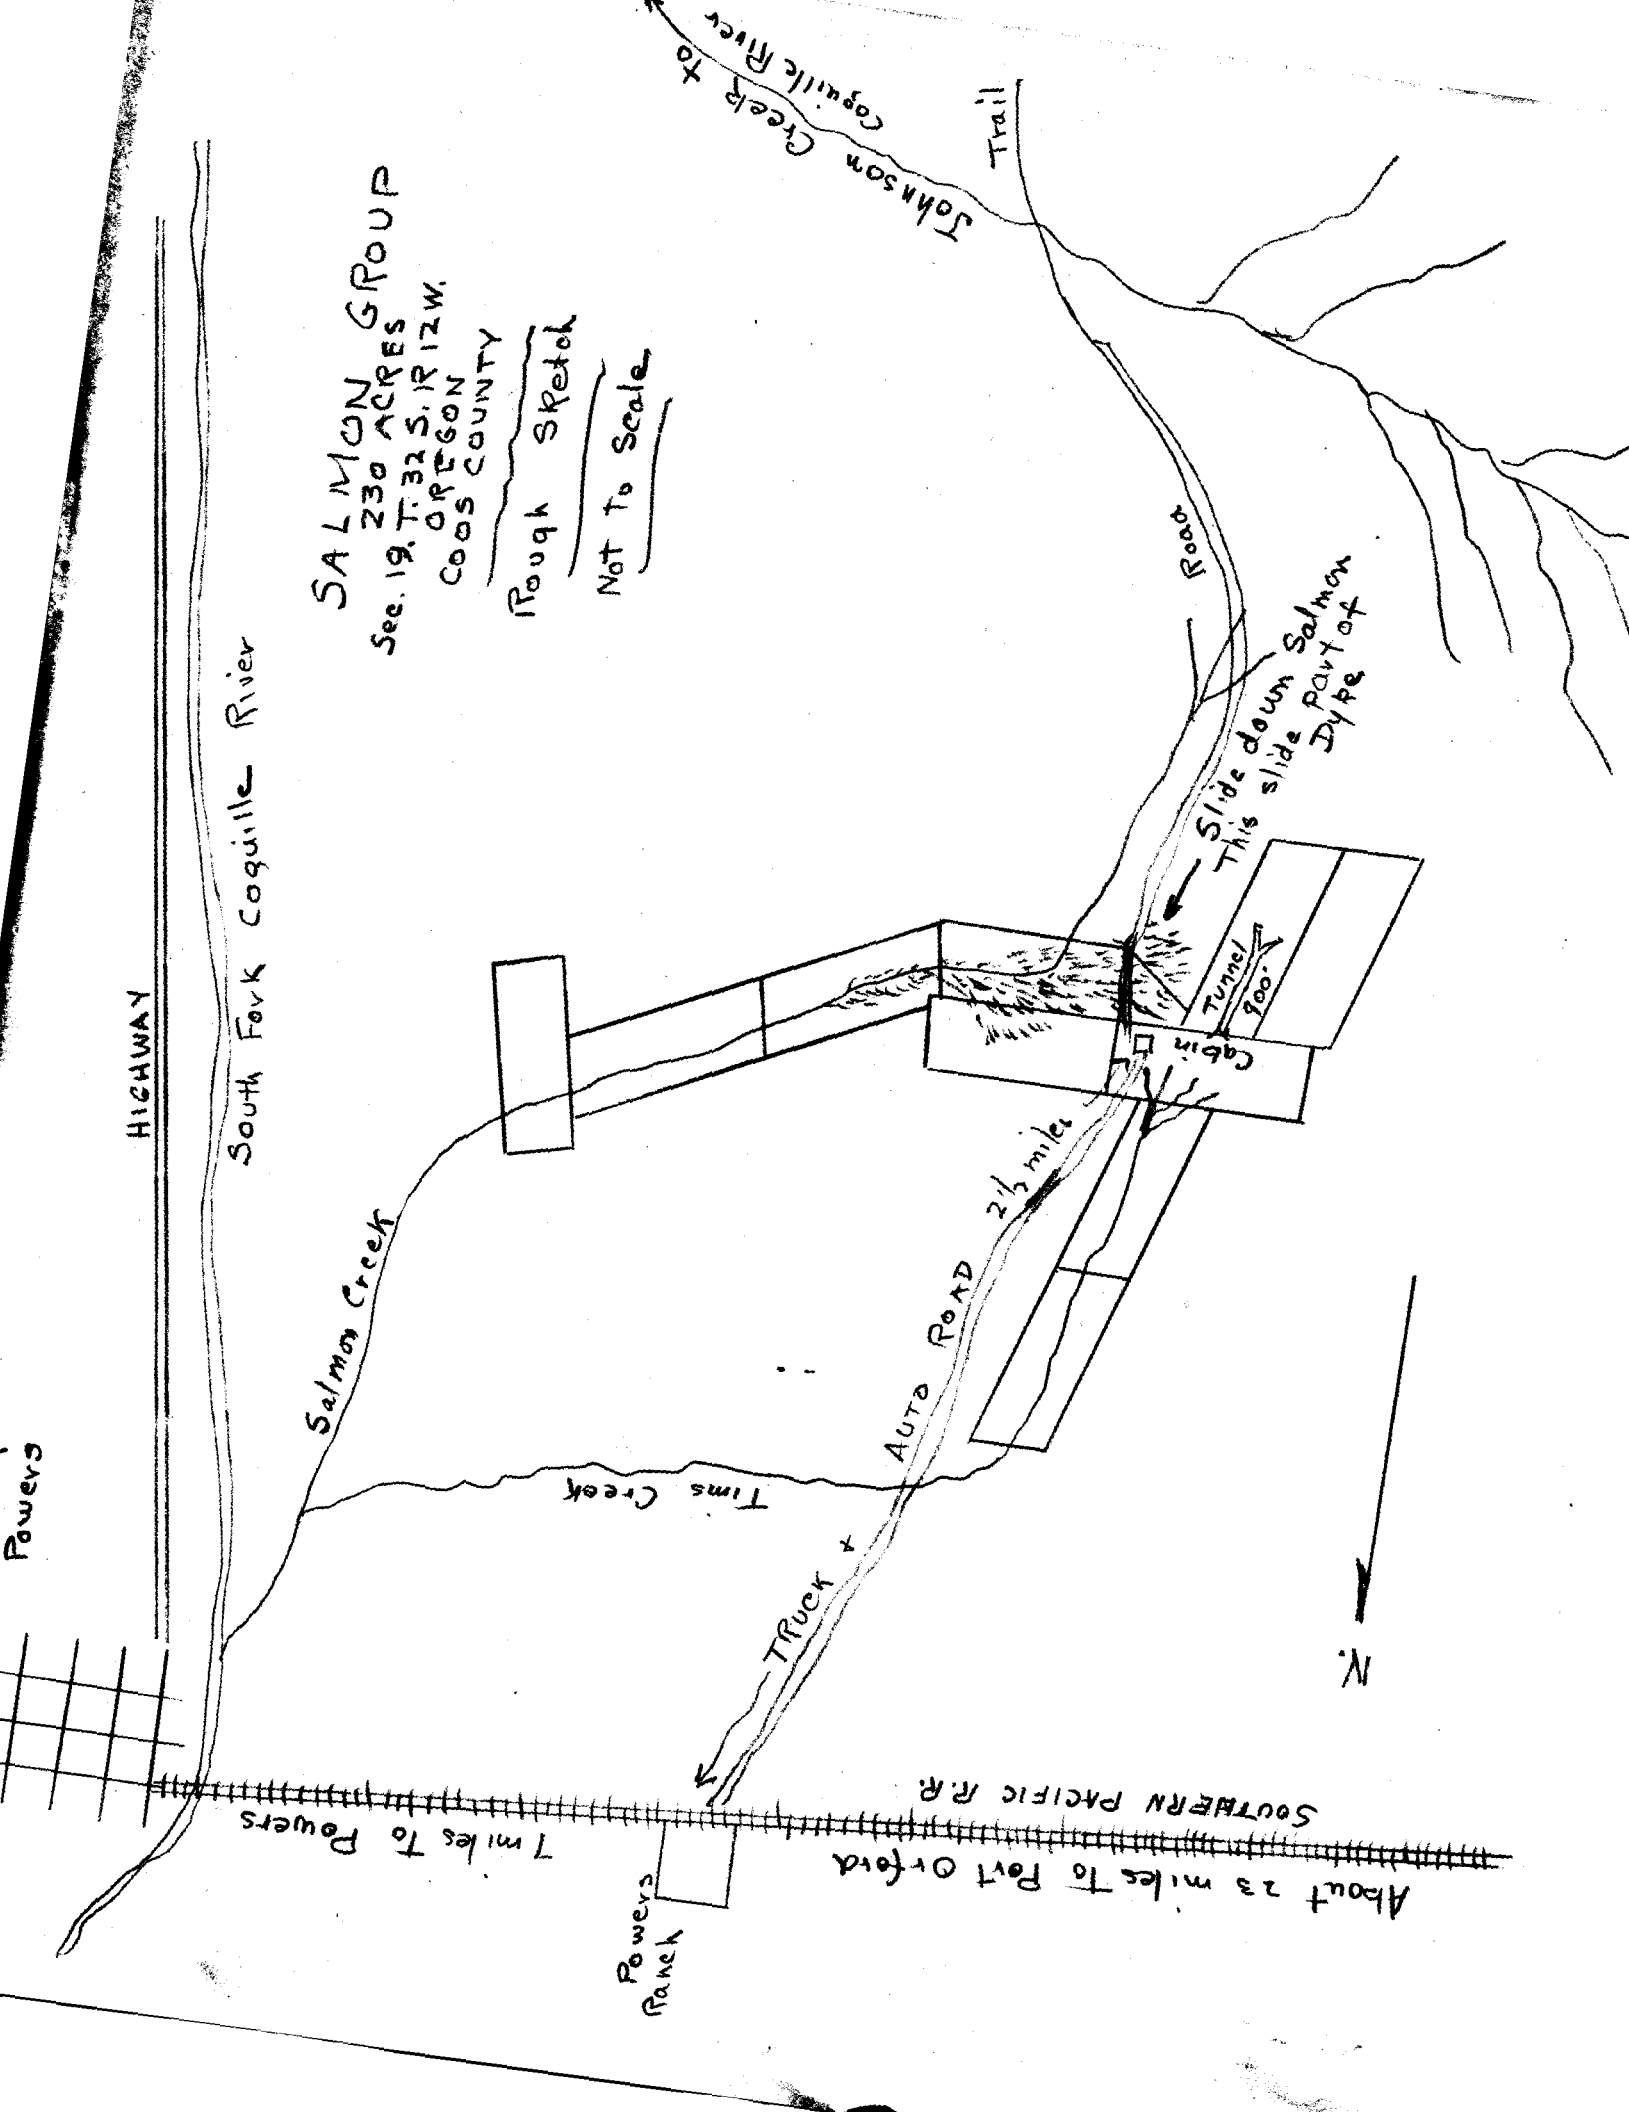 SALMON GROUP
230 ACRES
Sec. 19. T. 32 S. R 12 W.
OREGON
COOS COUNTY
Rough Sketch
Not To Scale
HIGHWAY
South Fork Coquille River
Powers
Salmon Creek
Tims Creek
Johnson Creek to
Coquille River
Trail
Road
Slide down Salmon
This slide part of
Dyke
Tunnel
900'
Cabin
2 1/2 miles
TRUCK & AUTO ROAD
N.
SOUTHERN PACIFIC R.R.
7 miles To Powers
About 23 miles To Port Orford
Powers
Ranch